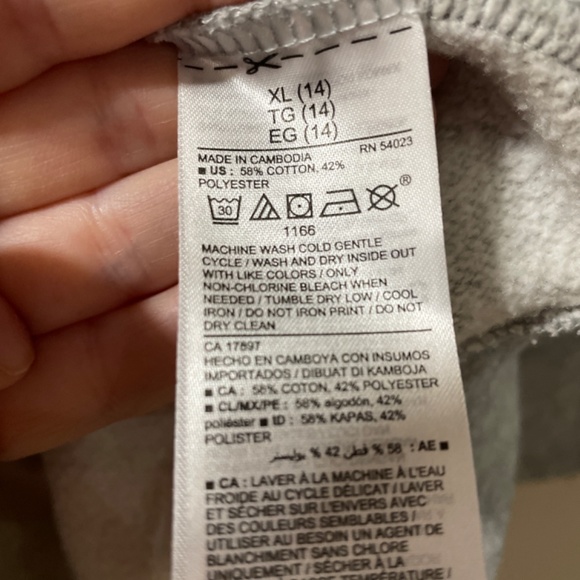 XL (14)
TG (14)
EG (14)
MADE IN CAMBODIA RN 54023
■ US : 58% COTTON, 42%
POLYESTER
30
®
1166
MACHINE WASH COLD GENTLE
CYCLE / WASH AND DRY INSIDE OUT
WITH LIKE COLORS / ONLY
NON-CHLORINE BLEACH WHEN
NEEDED / TUMBLE DRY LOW / COOL
IRON / DO NOT IRON PRINT / DO NOT
DRY CLEAN
CA 17897
HECHO EN CAMBOYA CON INSUMOS
IMPORTADOS / DIBUAT DI KAMBOJA
■ CA : 58% COTTON, 42% POLYESTER
■ CL/MX/PE : 58% algodón, 42%
poliéster ■ ID : 58% KAPAS, 42%
POLISTER
■ AE : 58 % قطن 42 % بوليستر
■ CA : LAVER À LA MACHINE À L'EAU
FROIDE AU CYCLE DÉLICAT / LAVER
ET SÉCHER SUR L'ENVERS AVEC
DES COULEURS SEMBLABLES /
UTILISER AU BESOIN UN AGENT DE
BLANCHIMENT SANS CHLORE
UNIQUEMENT / SÉCHER
TEMPÉRATURE /